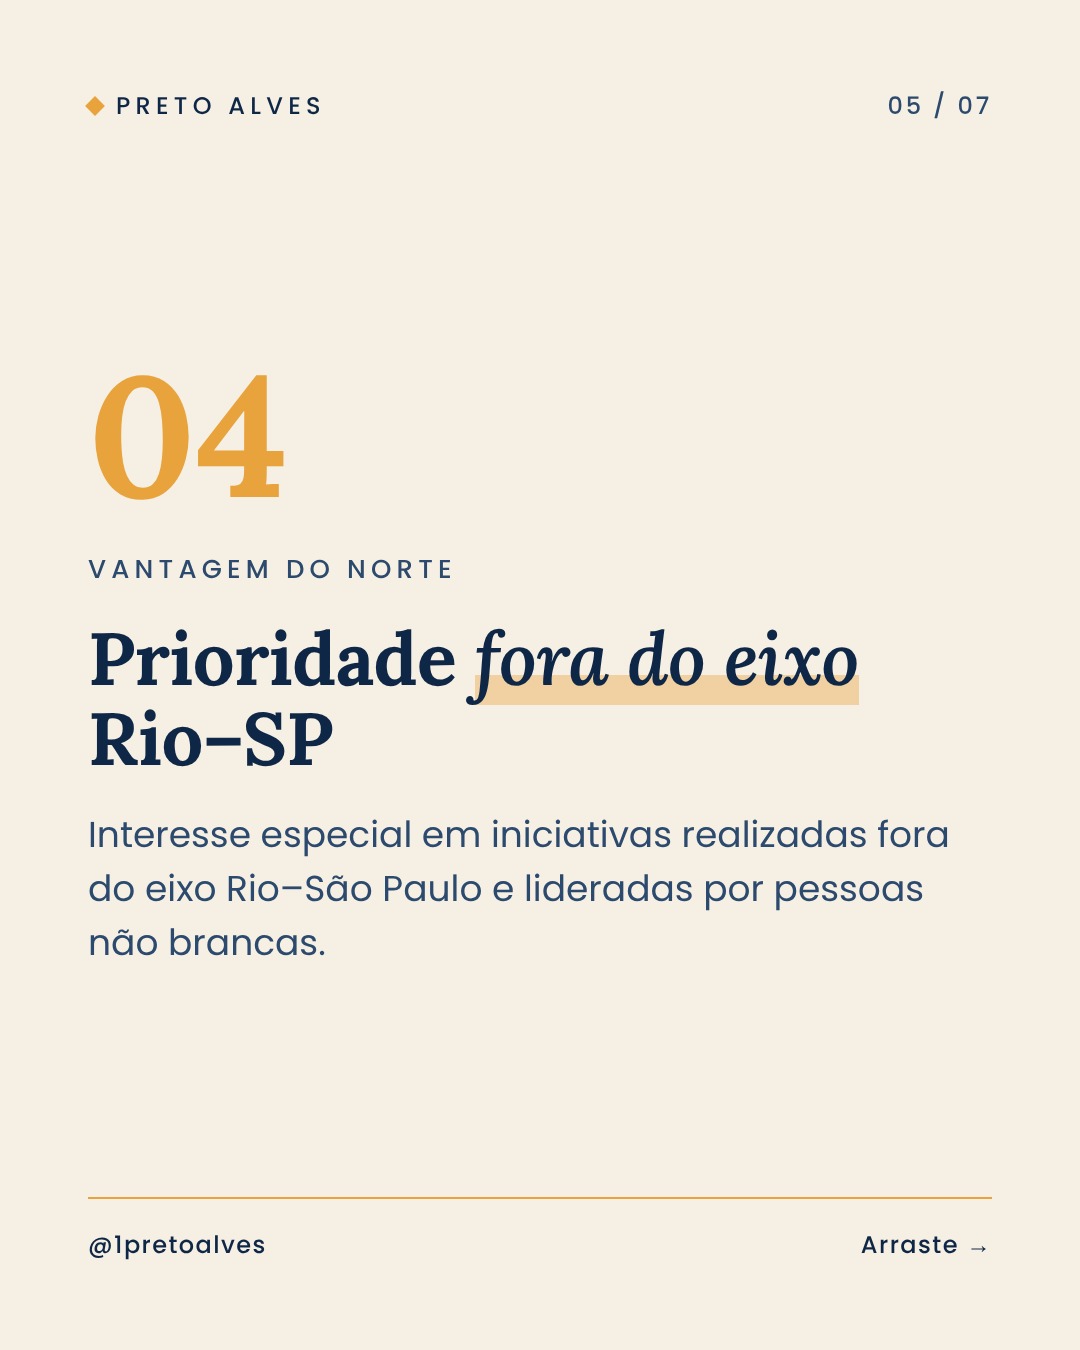 PRETO ALVES
05 / 07
04
VANTAGEM DO NORTE
Prioridade fora do eixo
Rio–SP
Interesse especial em iniciativas realizadas fora
do eixo Rio–São Paulo e lideradas por pessoas
não brancas.
@1pretoalves
Arraste →